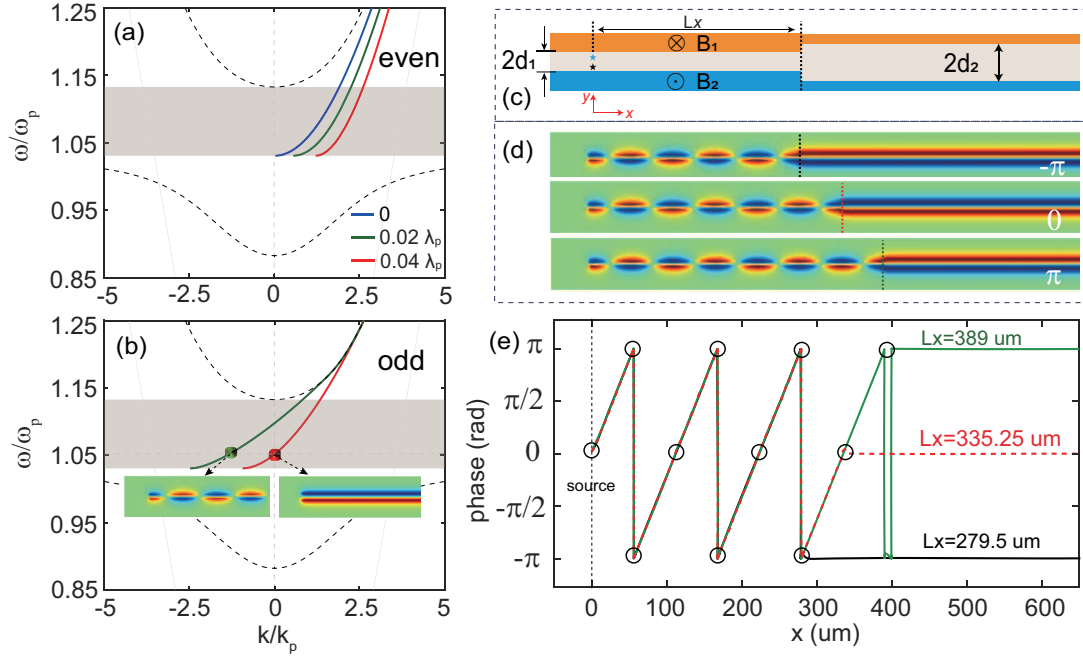 (a)
even
ω/ωp
1.25
1.15
1.05
0.95
0.85
0
0.02 λp
0.04 λp
-5
-2.5
0
2.5
5
(b)
odd
ω/ωp
1.25
1.15
1.05
0.95
0.85
-5
-2.5
0
2.5
5
k/kp
(c)
Lx
B₁
B₂
2d₁
2d₂
y
x
(d)
-π
0
π
(e)
phase (rad)
π
π/2
0
-π/2
-π
source
Lx=389 um
Lx=335.25 um
Lx=279.5 um
0
100
200
300
400
500
600
x (um)